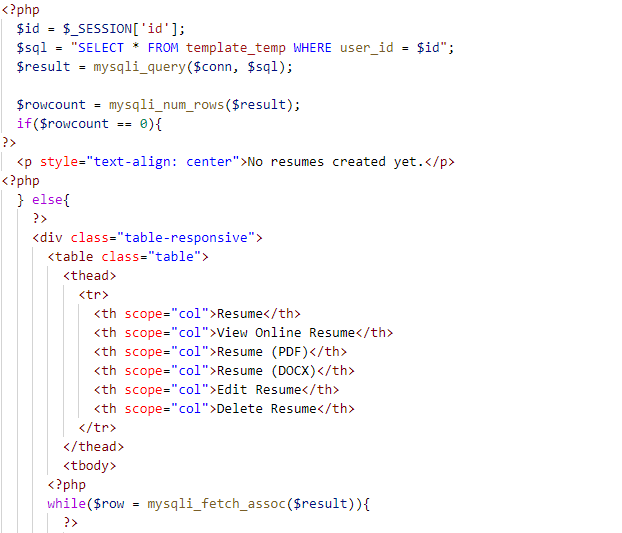 <?php
$id = $_SESSION['id'];
$sql = "SELECT * FROM template_temp WHERE user_id = $id";
$result = mysqli_query($conn, $sql);
$rowcount = mysqli_num_rows($result);
if($rowcount == 0){
?>
<p style="text-align: center">No resumes created yet.</p>
<?php
} else{
?>
<div class="table-responsive">
<table class="table">
<thead>
<tr>
<th scope="col">Resume</th>
<th scope="col">View Online Resume</th>
<th scope="col">Resume (PDF)</th>
<th scope="col">Resume (DOCX)</th>
<th scope="col">Edit Resume</th>
<th scope="col">Delete Resume</th>
</tr>
</thead>
<tbody>
<?php
while($row = mysqli_fetch_assoc($result)){
?>